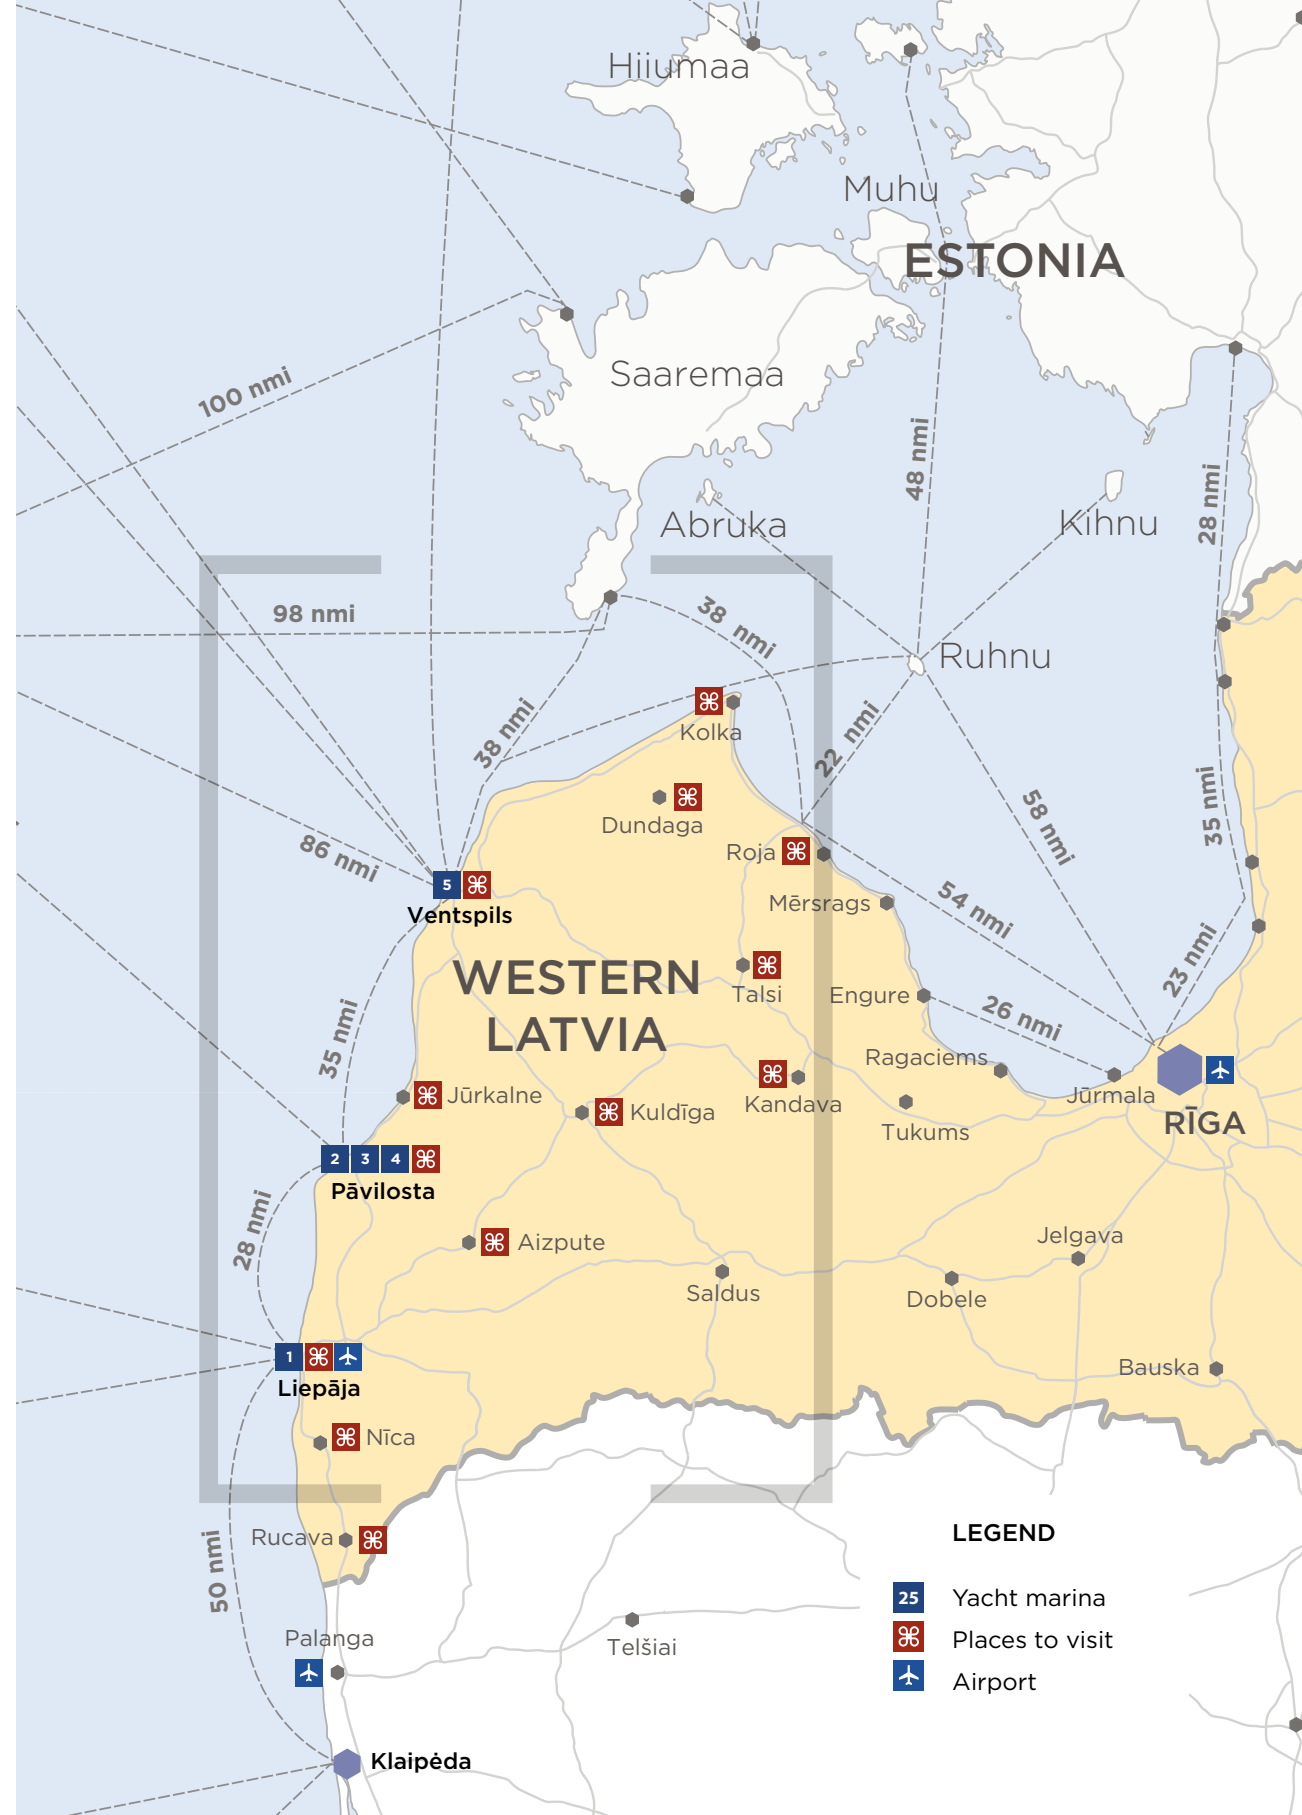 Hiiumaa
Muhu
ESTONIA
Saaremaa
100 nmi
48 nmi
28 nmi
Abruka
Kihnu
98 nmi
38 nmi
Ruhnu
38 nmi
Kolka
22 nmi
Dundaga
58 nmi
35 nmi
86 nmi
Roja
5
Ventspils
Mērsrags
54 nmi
WESTERN
LATVIA
Talsi
Engure
23 nmi
26 nmi
35 nmi
Ragaciems
Jūrkalne
Kuldīga
Kandava
Jūrmala
RĪGA
Tukums
2 3 4
Pāvilosta
28 nmi
Aizpute
Jelgava
Saldus
Dobele
1
Liepāja
Bauska
Nīca
Rucava
50 nmi
Palanga
Telšiai
Klaipėda
LEGEND
25 Yacht marina
Places to visit
Airport